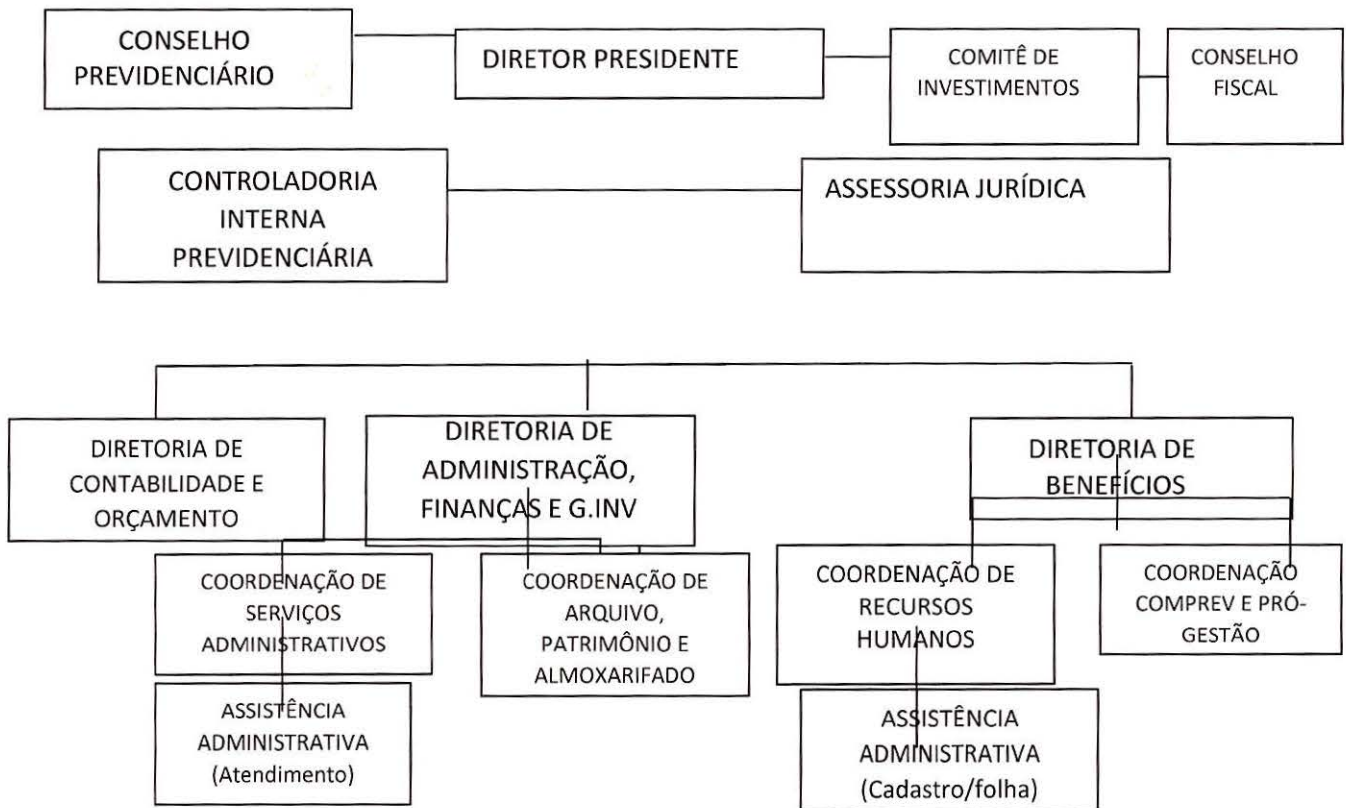 CONSELHO
PREVIDENCIÁRIO
DIRETOR PRESIDENTE
COMITÊ DE
INVESTIMENTOS
CONSELHO
FISCAL
CONTROLADORIA
INTERNA
PREVIDENCIÁRIA
ASSESSORIA JURÍDICA
DIRETORIA DE
CONTABILIDADE E
ORÇAMENTO
DIRETORIA DE
ADMINISTRAÇÃO,
FINANÇAS E G.INV
DIRETORIA DE
BENEFÍCIOS
COORDENAÇÃO DE
SERVIÇOS
ADMINISTRATIVOS
COORDENAÇÃO DE
ARQUIVO,
PATRIMÔNIO E
ALMOXARIFADO
COORDENAÇÃO DE
RECURSOS
HUMANOS
COORDENAÇÃO
COMPREV E PRÓ-
GESTÃO
ASSISTÊNCIA
ADMINISTRATIVA
(Atendimento)
ASSISTÊNCIA
ADMINISTRATIVA
(Cadastro/folha)